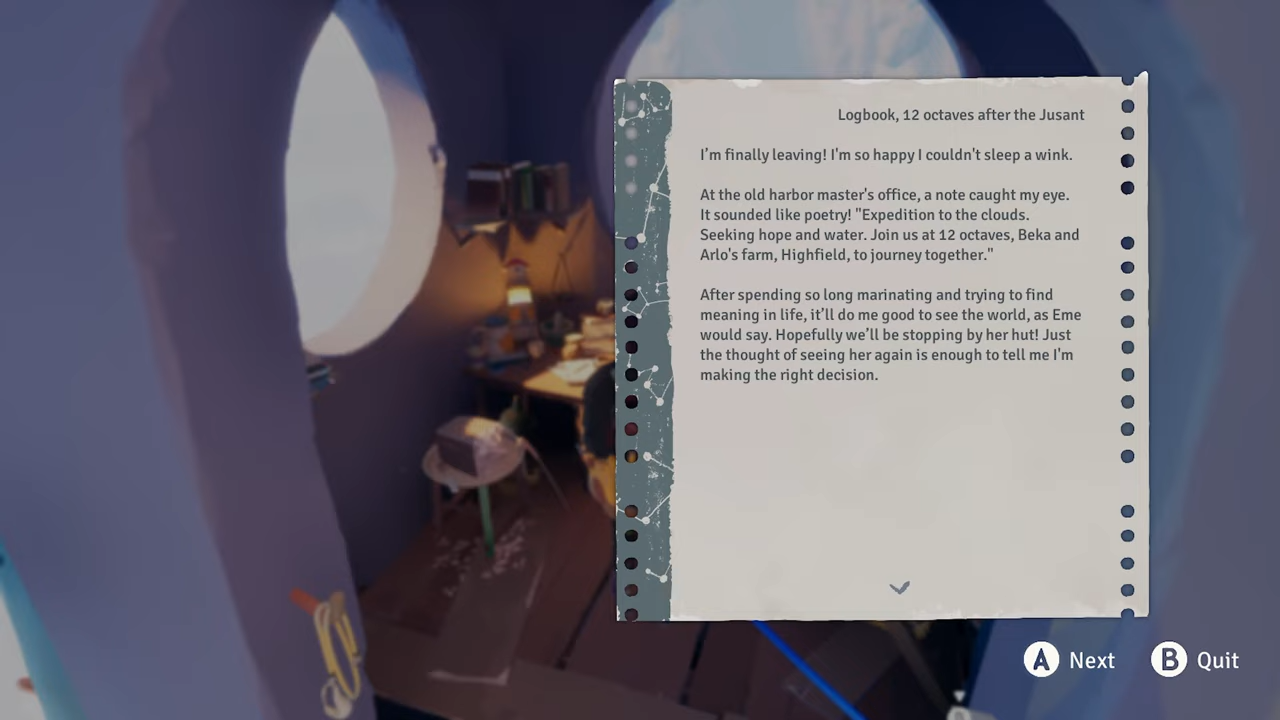 Logbook, 12 octaves after the Jusant
I’m finally leaving! I'm so happy I couldn't sleep a wink.
At the old harbor master's office, a note caught my eye.
It sounded like poetry! "Expedition to the clouds.
Seeking hope and water. Join us at 12 octaves, Beka and
Arlo's farm, Highfield, to journey together."
After spending so long marinating and trying to find
meaning in life, it’ll do me good to see the world, as Eme
would say. Hopefully we’ll be stopping by her hut! Just
the thought of seeing her again is enough to tell me I'm
making the right decision.
A Next B Quit